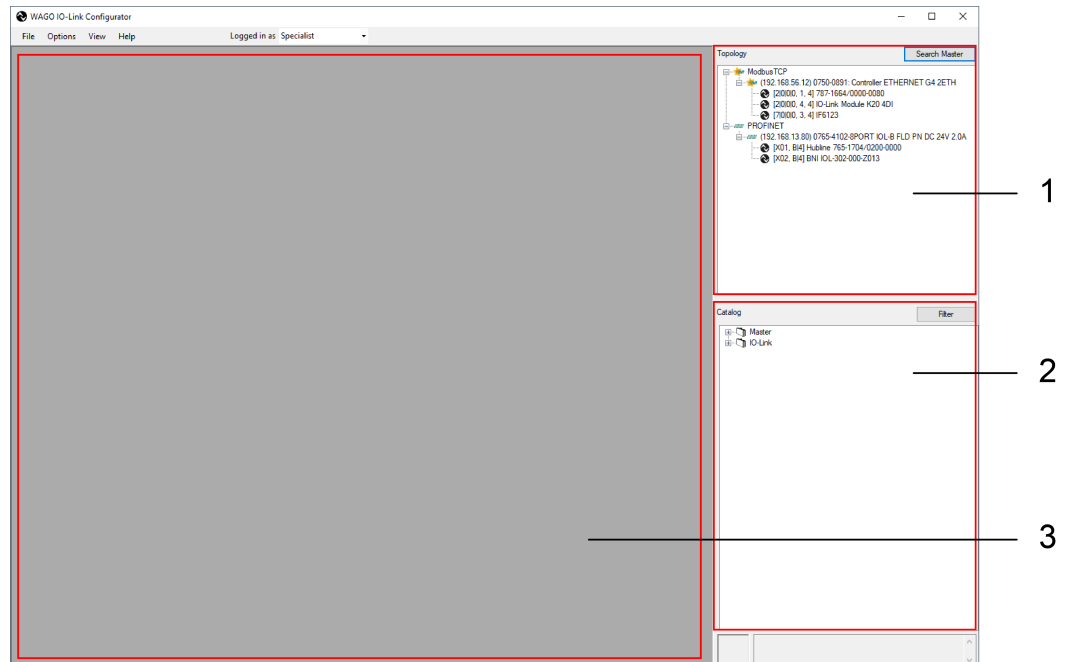 WAGO IO-Link Configurator
File Options View Help Logged in as Specialist
Topology Search Master
ModbusTCP
(192.168.56.12) 0750-0891: Controller ETHERNET G4 2ETH
[2|0|0|0, 1, 4] 787-1664/0000-0080
[2|0|0|0, 4, 4] IO-Link Module K20 4DI
[7|0|0|0, 3, 4] IF6123
PROFINET
(192.168.13.80) 0765-4102-8PORT IOL-B FLD PN DC 24V 2.0A
[X01, B|4] Hubline 765-1704/0200-0000
[X02, B|4] BNI IOL-302-000-Z013
1
Catalog Filter
Master
IO-Link
2
3